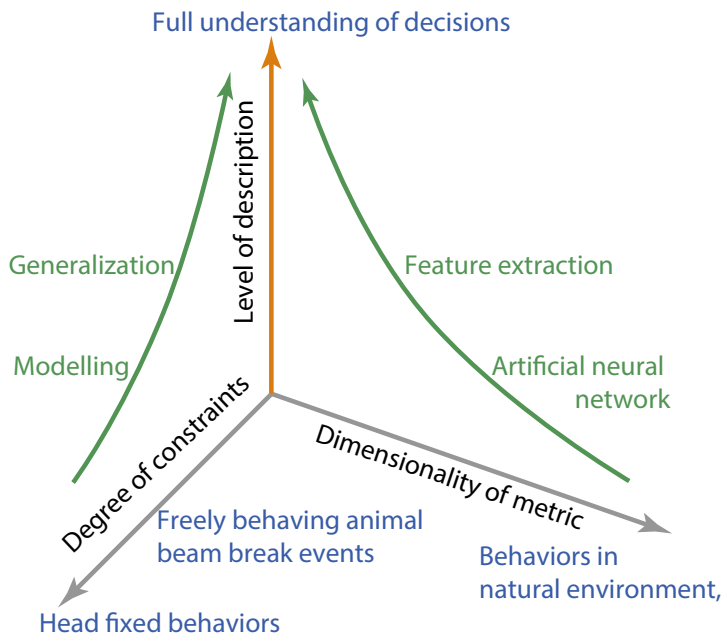 Full understanding of decisions
Level of description
Generalization
Feature extraction
Modelling
Artificial neural
network
Degree of constraints
Dimensionality of metric
Freely behaving animal
beam break events
Behaviors in
natural environment,
Head fixed behaviors